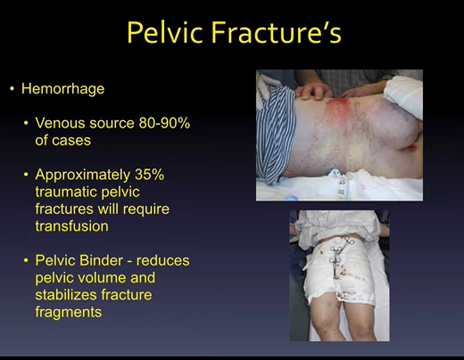 Pelvic Fracture's
• Hemorrhage
• Venous source 80-90%
of cases
• Approximately 35%
traumatic pelvic
fractures will require
transfusion
• Pelvic Binder - reduces
pelvic volume and
stabilizes fracture
fragments